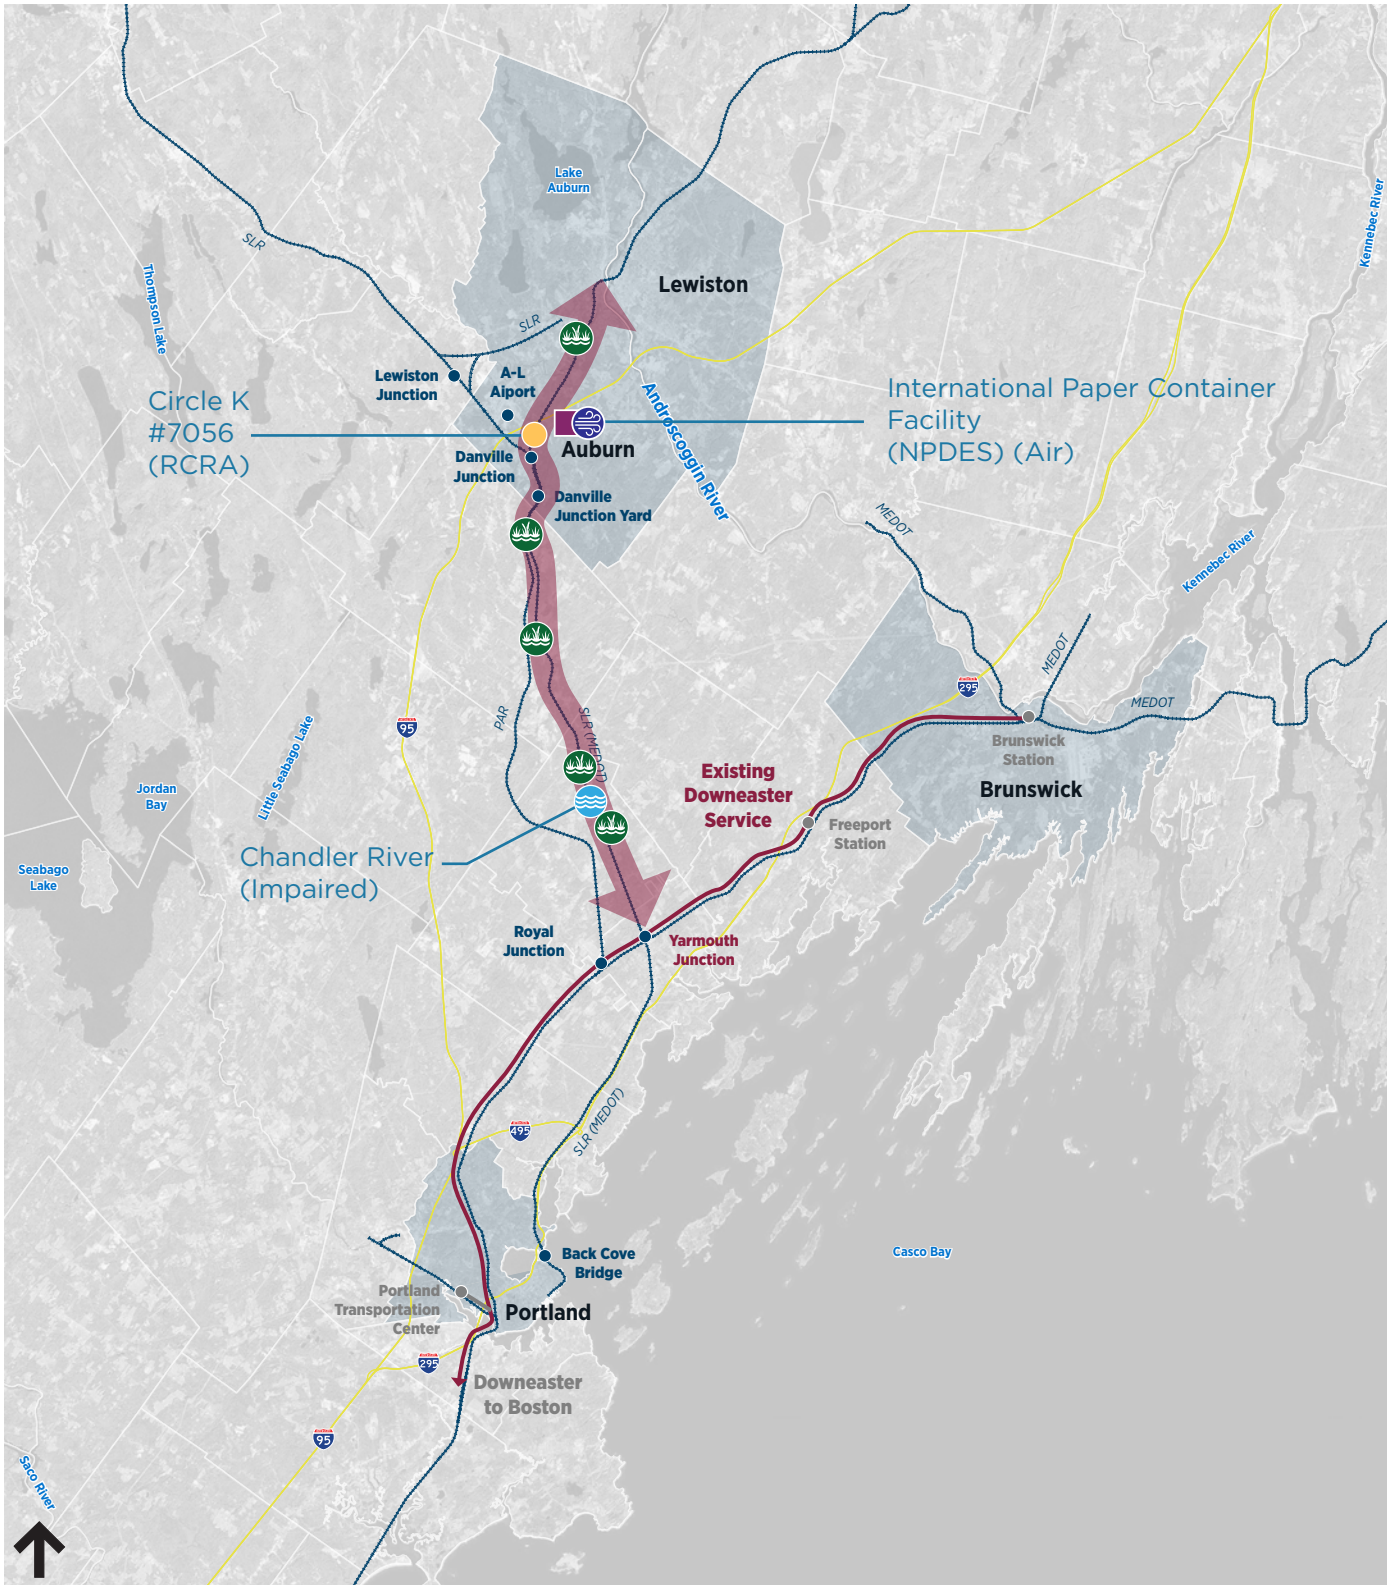 Lake
Auburn
SLR
Kennebec River
Thompson Lake
Lewiston
SLR
Lewiston
Junction
A-L
Aiport
Circle K
#7056
(RCRA)
International Paper Container
Facility
(NPDES) (Air)
Androscoggin River
Auburn
Danville
Junction
Danville
Junction Yard
MEDOT
Kennebec River
MEDOT
295
MEDOT
95
PAR
SLR (MEDOT)
Little Seabago Lake
Brunswick
Station
Brunswick
Existing
Downeaster
Service
Jordan
Bay
Freeport
Station
Chandler River
(Impaired)
Seabago
Lake
Royal
Junction
Yarmouth
Junction
495
SLR (MEDOT)
Casco Bay
Back Cove
Bridge
Portland
Transportation
Center
Portland
295
Downeaster
to Boston
95
Saco River